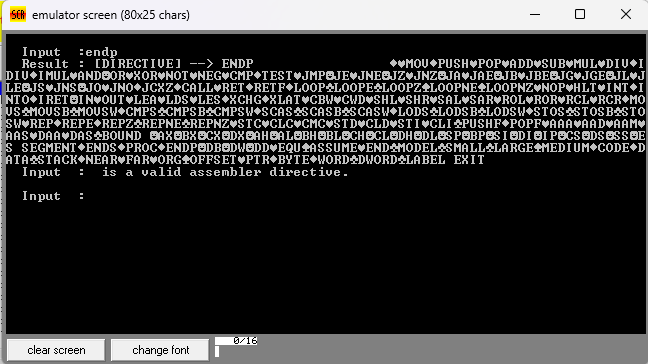 Input  :endp
Result : [DIRECTIVE] --> ENDP                 ♦♥MOV♦PUSH♥POP♥ADD♥SUB♥MUL♥DIV♦I
DIV♦IMUL♥AND☻OR♥XOR♥NOT♥NEG♥CMP♦TEST♥JMP☻JE♥JNE☻JZ♥JNZ☻JA♥JAE☻JB♥JBE☻JG♥JGE☻JL♥J
LE☻JS♥JNS☻JO♥JNO♦JCXZ♦CALL♥RET♦RETF♦LOOP♣LOOPE♣LOOPZ♠LOOPNE♠LOOPNZ♥NOP♥HLT♥INT♦I
NTO♦IRET☻IN♥OUT♥LEA♥LDS♥LES♦XCHG♦XLAT♥CBW♥CWD♥SHL♥SHR♥SAL♥SAR♥ROL♥ROR♥RCL♥RCR♦MO
VS♣MOVSB♣MOVSW♦CMPS♣CMPSB♣CMPSW♦SCAS♣SCASB♣SCASW♦LODS♣LODSB♣LODSW♦STOS♣STOSB♣STO
SW♥REP♦REPE♦REPZ♣REPNE♣REPNZ♥STC♥CLC♥CMC♥STD♥CLD♥STI♥CLI♣PUSHF♦POPF♥AAA♥AAD♥AAM♥
AAS♥DAA♥DAS♣BOUND ☻AX☻BX☻CX☻DX☻AH☻AL☻BH☻BL☻CH☻CL☻DH☻DL☻SP☻BP☻SI☻DI☻IP☻CS☻DS☻SS☻E
S SEGMENT♦ENDS♦PROC♦ENDP☻DB☻DW☻DD♥EQU♠ASSUME♥END♣MODEL♣SMALL♣LARGE♠MEDIUM♦CODE♦D
ATA♣STACK♦NEAR♥FAR♥ORG♠OFFSET♥PTR♦BYTE♦WORD♣DWORD♣LABEL EXIT
Input  :  is a valid assembler directive.
Input  :
emulator screen (80x25 chars)
clear screen
change font
0/16